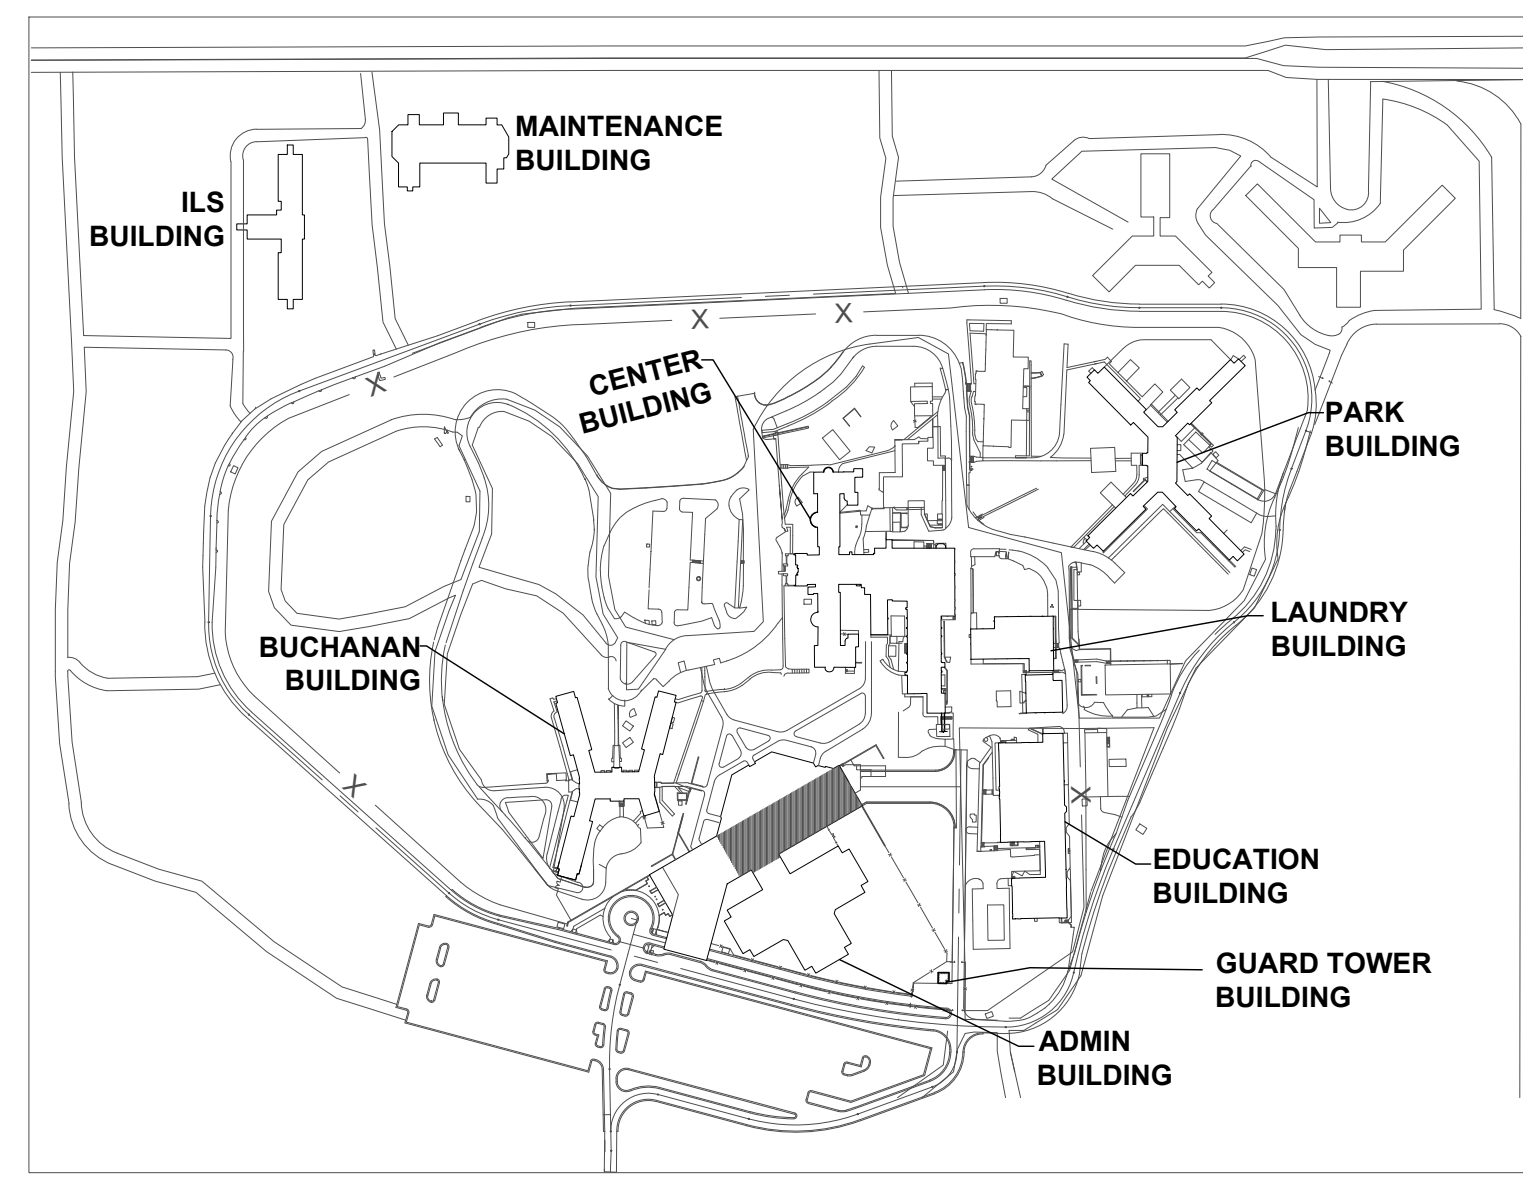 MAINTENANCE
BUILDING
ILS
BUILDING
X
X
CENTER
BUILDING
X
PARK
BUILDING
LAUNDRY
BUILDING
BUCHANAN
BUILDING
X
X
EDUCATION
BUILDING
GUARD TOWER
BUILDING
ADMIN
BUILDING